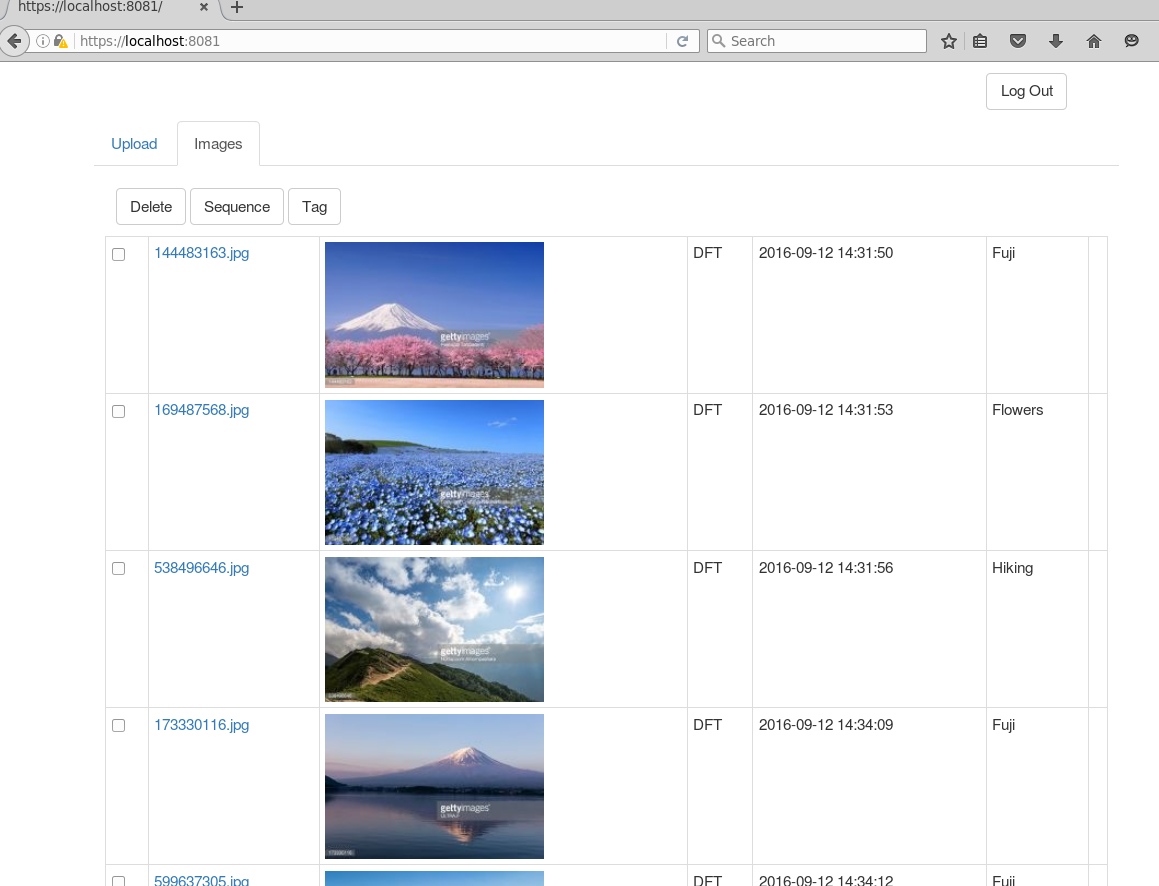 https://localhost:8081/ × +
https://localhost:8081 Search
Log Out
Upload Images
Delete Sequence Tag
144483163.jpg DFT 2016-09-12 14:31:50 Fuji
gettyimages
169487568.jpg DFT 2016-09-12 14:31:53 Flowers
gettyimages
538496646.jpg DFT 2016-09-12 14:31:56 Hiking
gettyimages
173330116.jpg DFT 2016-09-12 14:34:09 Fuji
gettyimages
599637305.jpg DFT 2016-09-12 14:34:12 Fuji